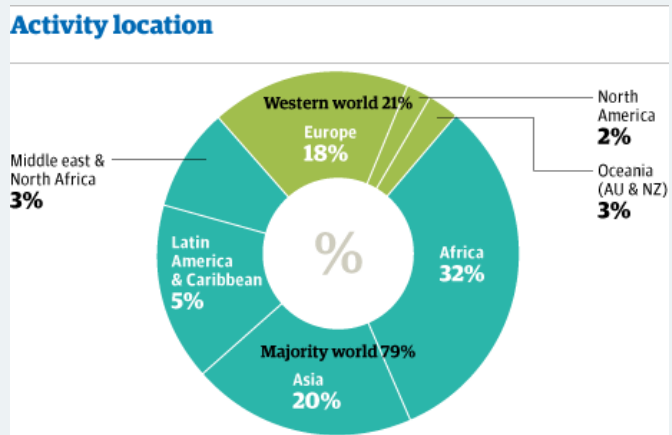 Activity location
Western world 21%
Europe
18%
North
America
2%
Oceania
(AU & NZ)
3%
Middle east &
North Africa
3%
Latin
America
& Caribbean
5%
%
Africa
32%
Majority world 79%
Asia
20%